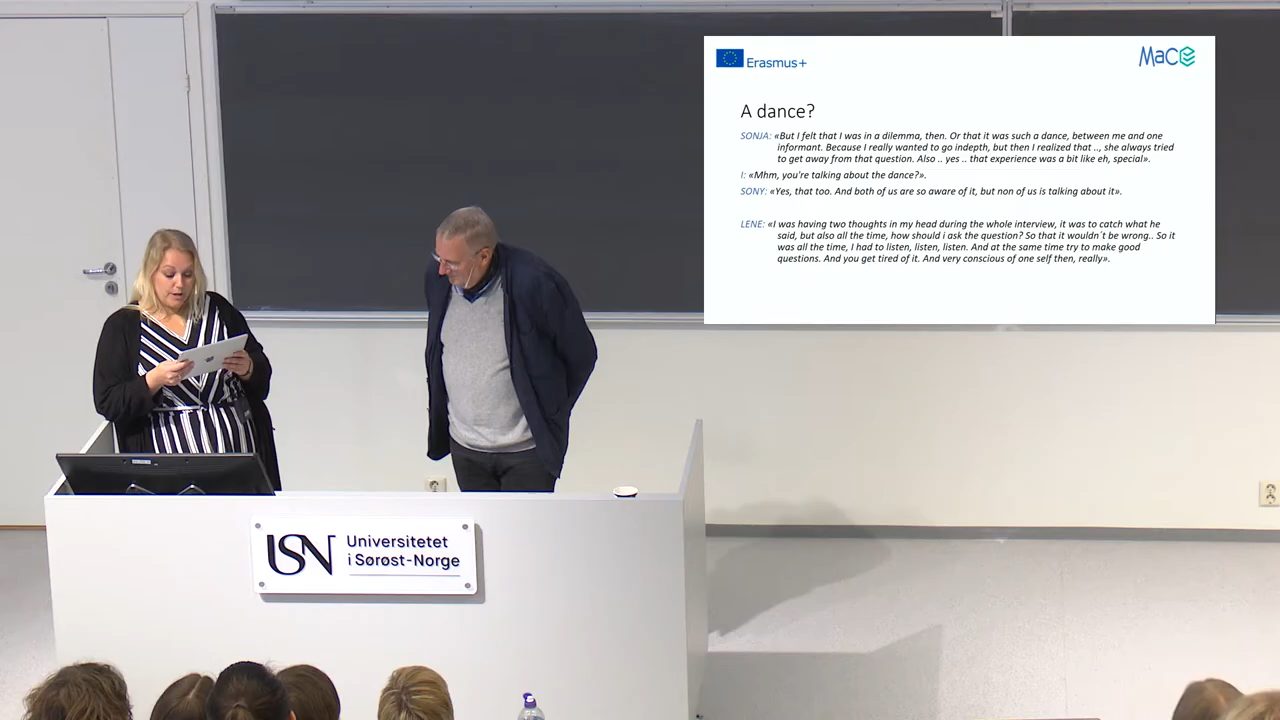 Erasmus+
MaCE
A dance?
SONJA: «But I felt that I was in a dilemma, then. Or that it was such a dance, between me and one
informant. Because I really wanted to go indepth, but then I realized that .., she always tried
to get away from that question. Also .. yes .. that experience was a bit like eh, special».
I: «Mhm, you're talking about the dance?».
SONY: «Yes, that too. And both of us are so aware of it, but non of us is talking about it».
LENE: «I was having two thoughts in my head during the whole interview, it was to catch what he
said, but also all the time, how should i ask the question? So that it wouldn´t be wrong.. So it
was all the time, I had to listen, listen, listen. And at the same time try to make good
questions. And you get tired of it. And very conscious of one self then, really».
USN
Universitetet
i Sørøst-Norge